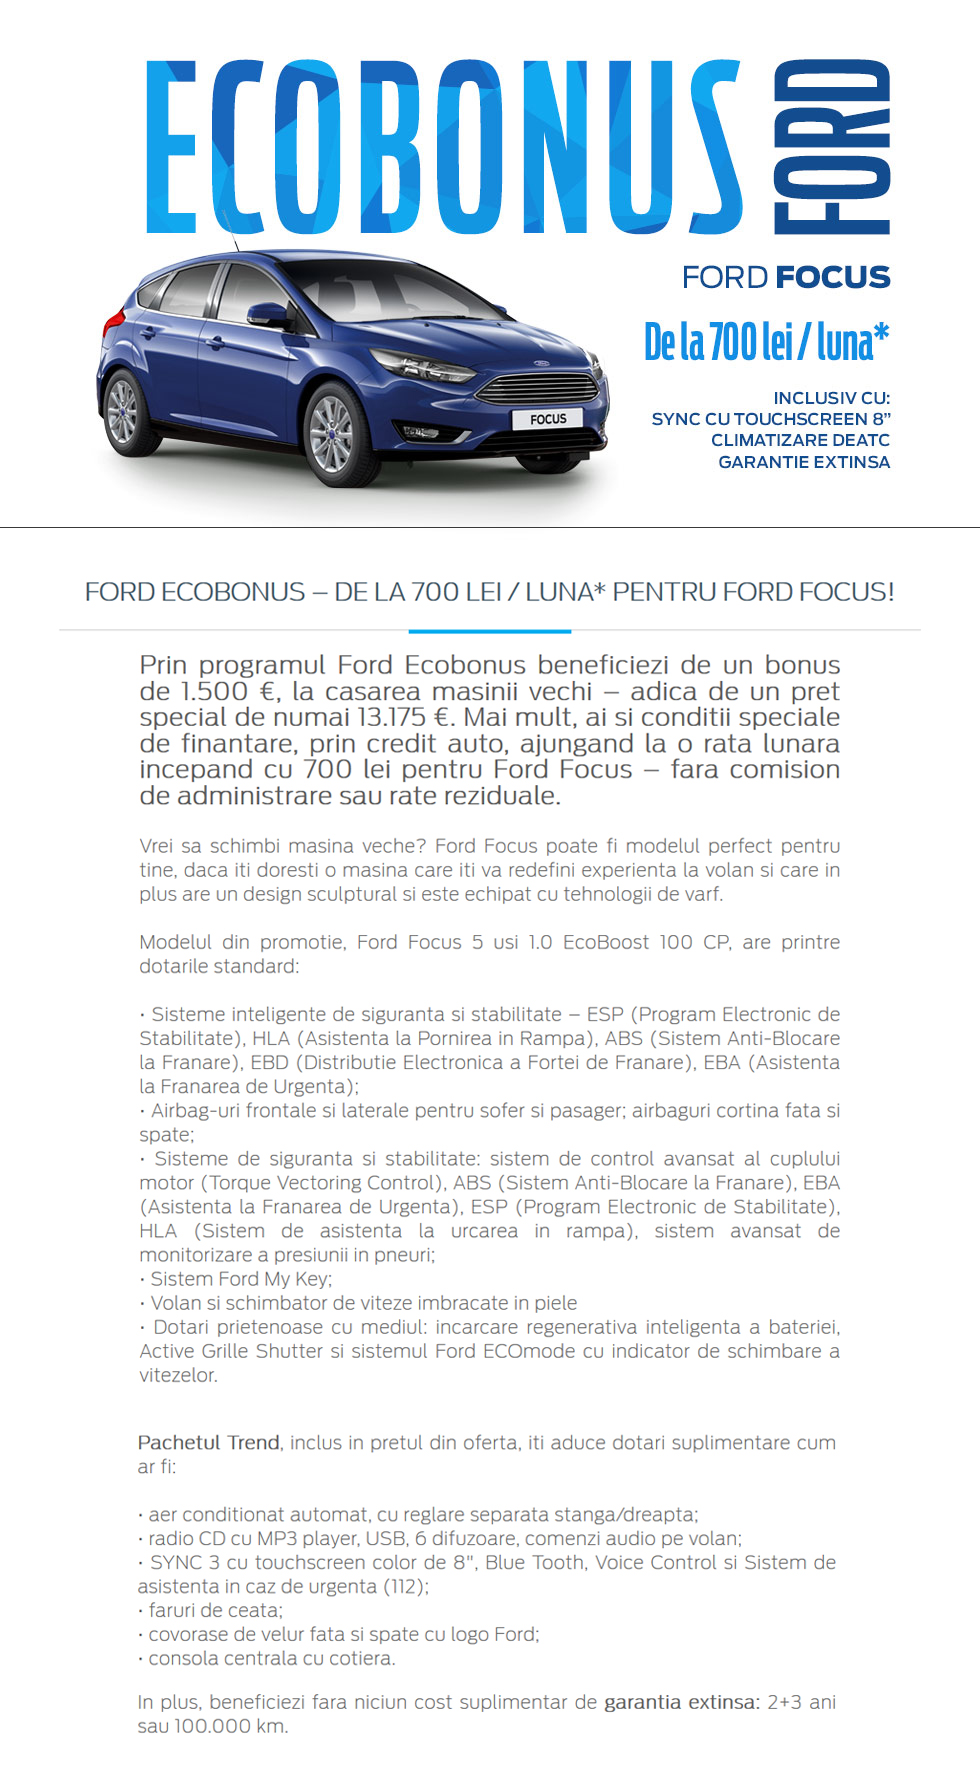 ECOBONUS FORD
FORD FOCUS
De la 700 lei / luna*
INCLUSIV CU:
SYNC CU TOUCHSCREEN 8”
CLIMATIZARE DEATC
GARANTIE EXTINSA
Ford
FOCUS
FORD ECOBONUS – DE LA 700 LEI / LUNA* PENTRU FORD FOCUS!
Prin programul Ford Ecobonus beneficiezi de un bonus
de 1.500 €, la casarea masinii vechi – adica de un pret
special de numai 13.175 €. Mai mult, ai si conditii speciale
de finantare, prin credit auto, ajungand la o rata lunara
incepand cu 700 lei pentru Ford Focus – fara comision
de administrare sau rate reziduale.
Vrei sa schimbi masina veche? Ford Focus poate fi modelul perfect pentru
tine, daca iti doresti o masina care iti va redefini experienta la volan si care in
plus are un design sculptural si este echipat cu tehnologii de varf.
Modelul din promotie, Ford Focus 5 usi 1.0 EcoBoost 100 CP, are printre
dotarile standard:
• Sisteme inteligente de siguranta si stabilitate – ESP (Program Electronic de
Stabilitate), HLA (Asistenta la Pornirea in Rampa), ABS (Sistem Anti-Blocare
la Franare), EBD (Distributie Electronica a Fortei de Franare), EBA (Asistenta
la Franarea de Urgenta);
• Airbag-uri frontale si laterale pentru sofer si pasager; airbaguri cortina fata si
spate;
• Sisteme de siguranta si stabilitate: sistem de control avansat al cuplului
motor (Torque Vectoring Control), ABS (Sistem Anti-Blocare la Franare), EBA
(Asistenta la Franarea de Urgenta), ESP (Program Electronic de Stabilitate),
HLA (Sistem de asistenta la urcarea in rampa), sistem avansat de
monitorizare a presiunii in pneuri;
• Sistem Ford My Key;
• Volan si schimbator de viteze imbracate in piele
• Dotari prietenoase cu mediul: incarcare regenerativa inteligenta a bateriei,
Active Grille Shutter si sistemul Ford ECOmode cu indicator de schimbare a
vitezelor.
Pachetul Trend, inclus in pretul din oferta, iti aduce dotari suplimentare cum
ar fi:
• aer conditionat automat, cu reglare separata stanga/dreapta;
• radio CD cu MP3 player, USB, 6 difuzoare, comenzi audio pe volan;
• SYNC 3 cu touchscreen color de 8", Blue Tooth, Voice Control si Sistem de
asistenta in caz de urgenta (112);
• faruri de ceata;
• covorase de velur fata si spate cu logo Ford;
• consola centrala cu cotiera.
In plus, beneficiezi fara niciun cost suplimentar de garantia extinsa: 2+3 ani
sau 100.000 km.